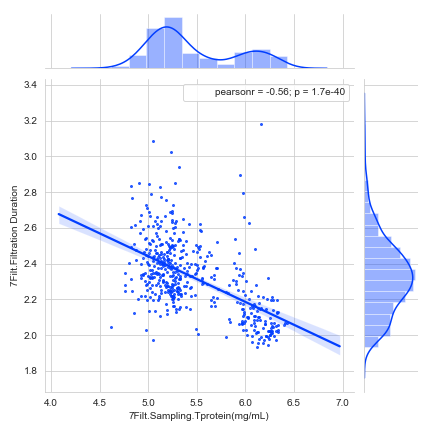 pearsonr = -0.56; p = 1.7e-40
3.4
3.2
3.0
2.8
2.6
2.4
2.2
2.0
1.8
7Filt.Filtration Duration
4.0 4.5 5.0 5.5 6.0 6.5 7.0
7Filt.Sampling.Tprotein(mg/mL)